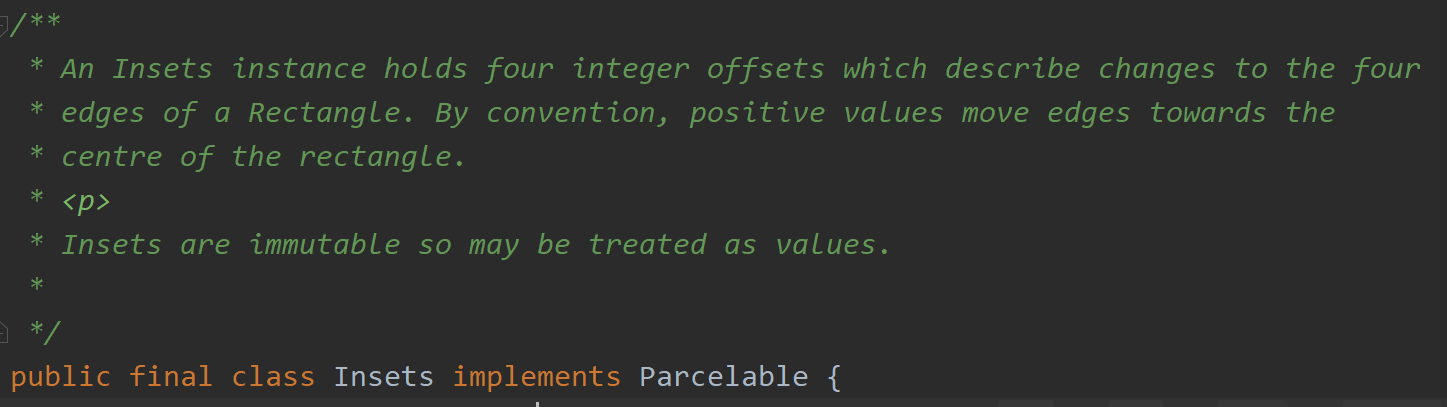 /**
* An Insets instance holds four integer offsets which describe changes to the four
* edges of a Rectangle. By convention, positive values move edges towards the
* centre of the rectangle.
* <p>
* Insets are immutable so may be treated as values.
*
*/
public final class Insets implements Parcelable {